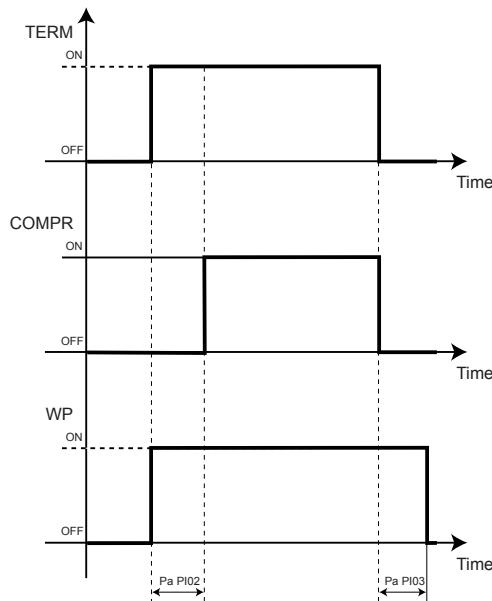 TERM
ON
OFF
Time
COMPR
ON
OFF
Time
WP
ON
OFF
Time
Pa PI02
Pa PI03